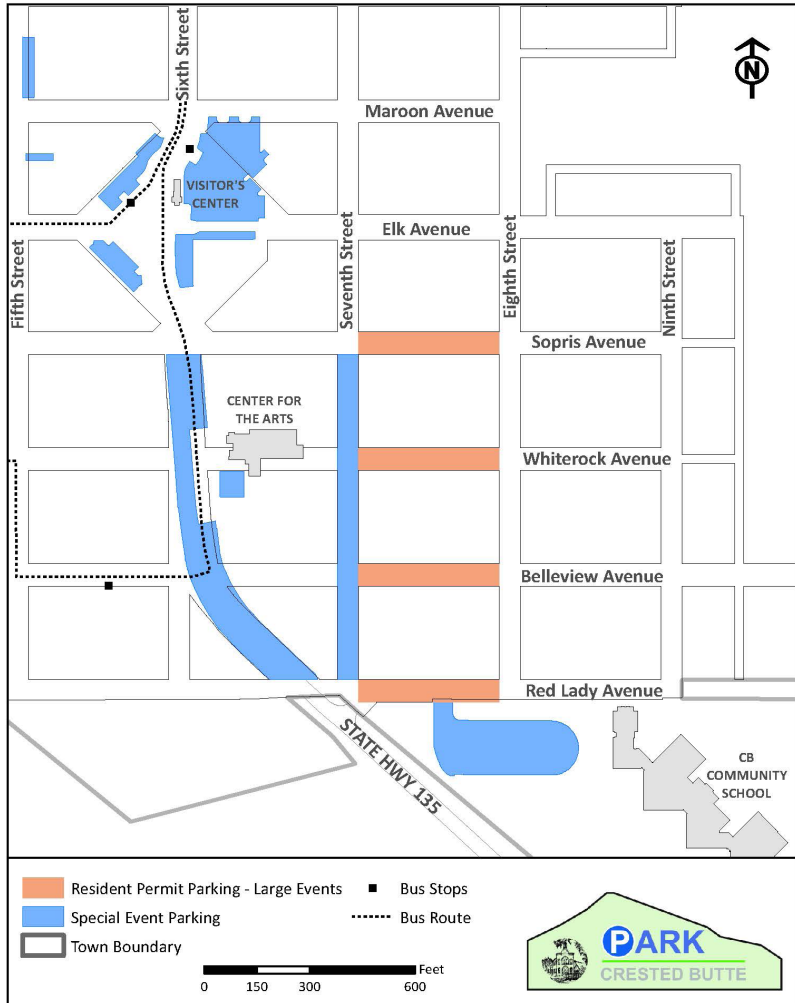 Sixth Street
Maroon Avenue
N
VISITOR'S
CENTER
Elk Avenue
Fifth Street
Seventh Street
Eighth Street
Ninth Street
Sopris Avenue
CENTER FOR
THE ARTS
Whiterock Avenue
Belleview Avenue
Red Lady Avenue
STATE HWY 135
CB
COMMUNITY
SCHOOL
Resident Permit Parking - Large Events
Bus Stops
Special Event Parking
Bus Route
Town Boundary
Feet
0 150 300 600
PARK
CRESTED BUTTE